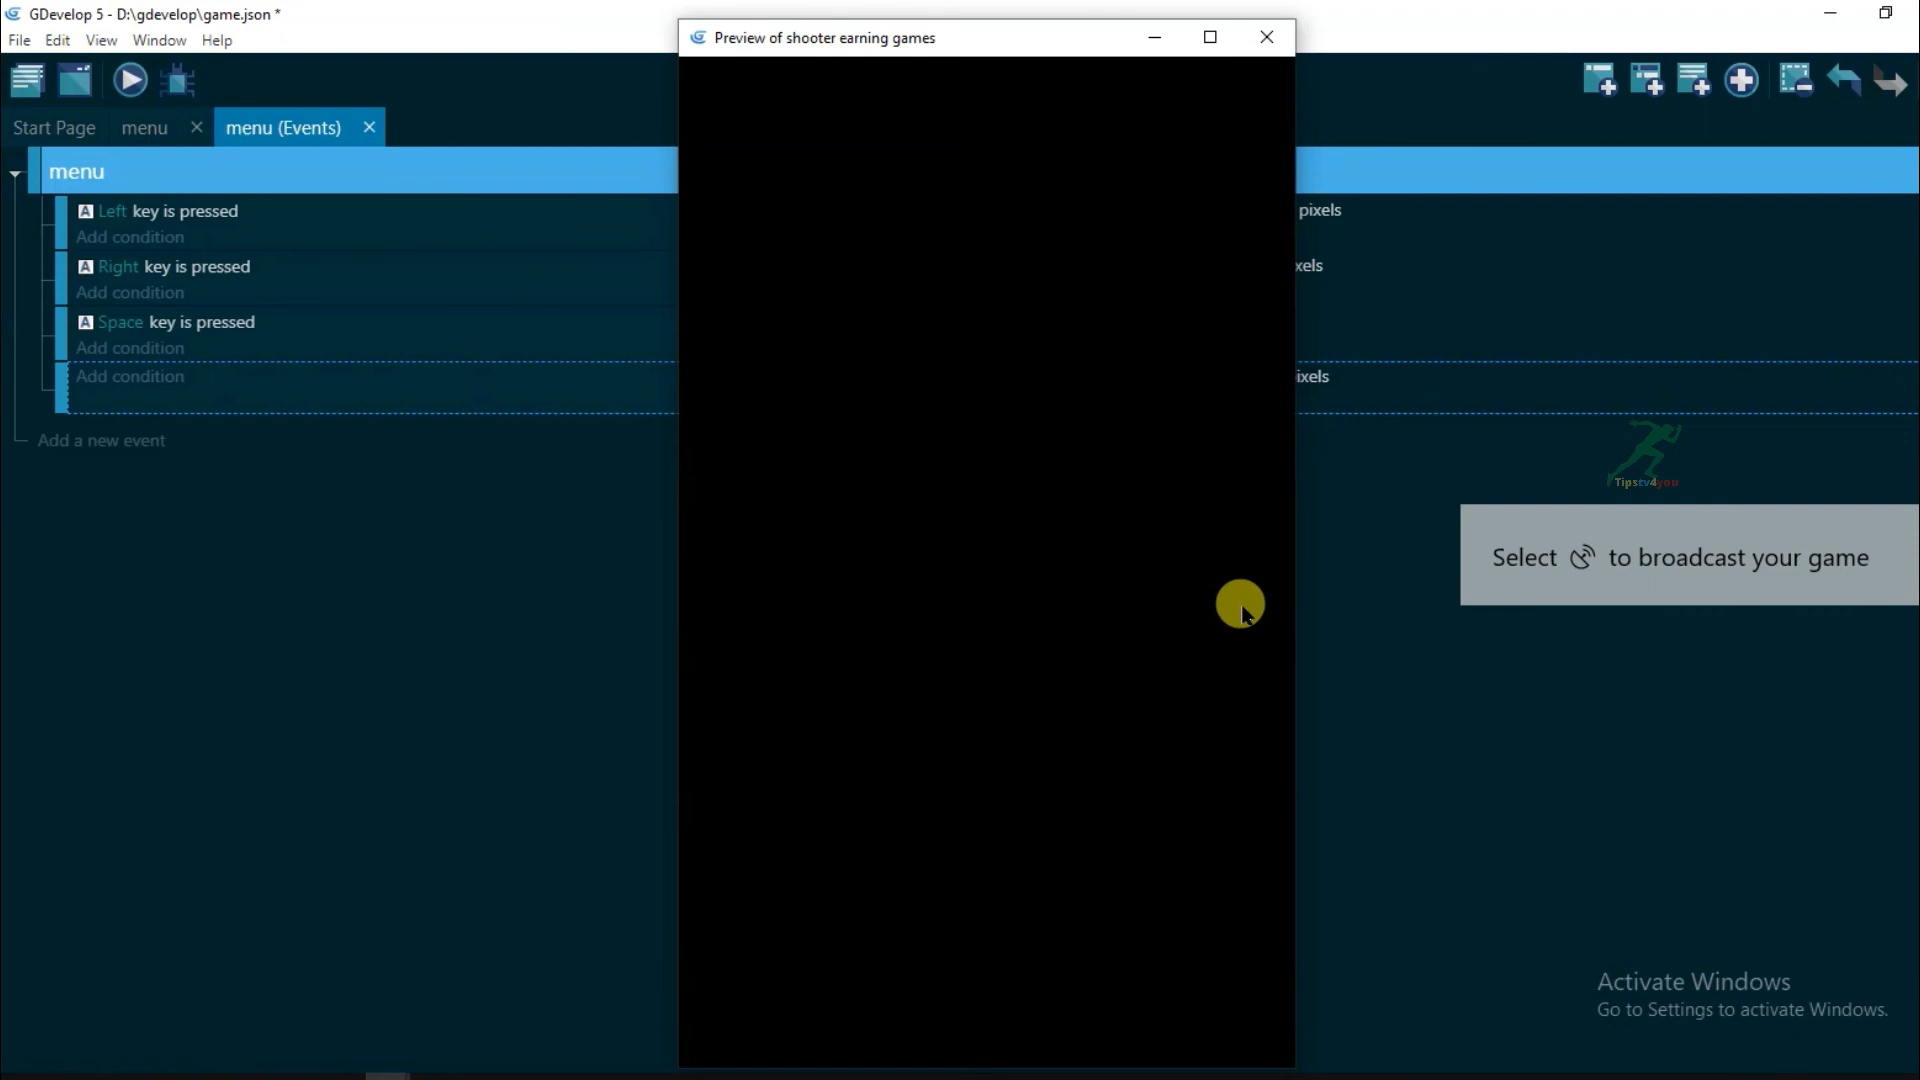 GDevelop 5 - D:\gdevelop\game.json *
File Edit View Window Help
Preview of shooter earning games
Start Page menu menu (Events)
menu
A Left key is pressed
pixels
Add condition
A Right key is pressed
xels
Add condition
A Space key is pressed
Add condition
Add condition
ixels
Add a new event
Tipstv4you
Select to broadcast your game
Activate Windows
Go to Settings to activate Windows.